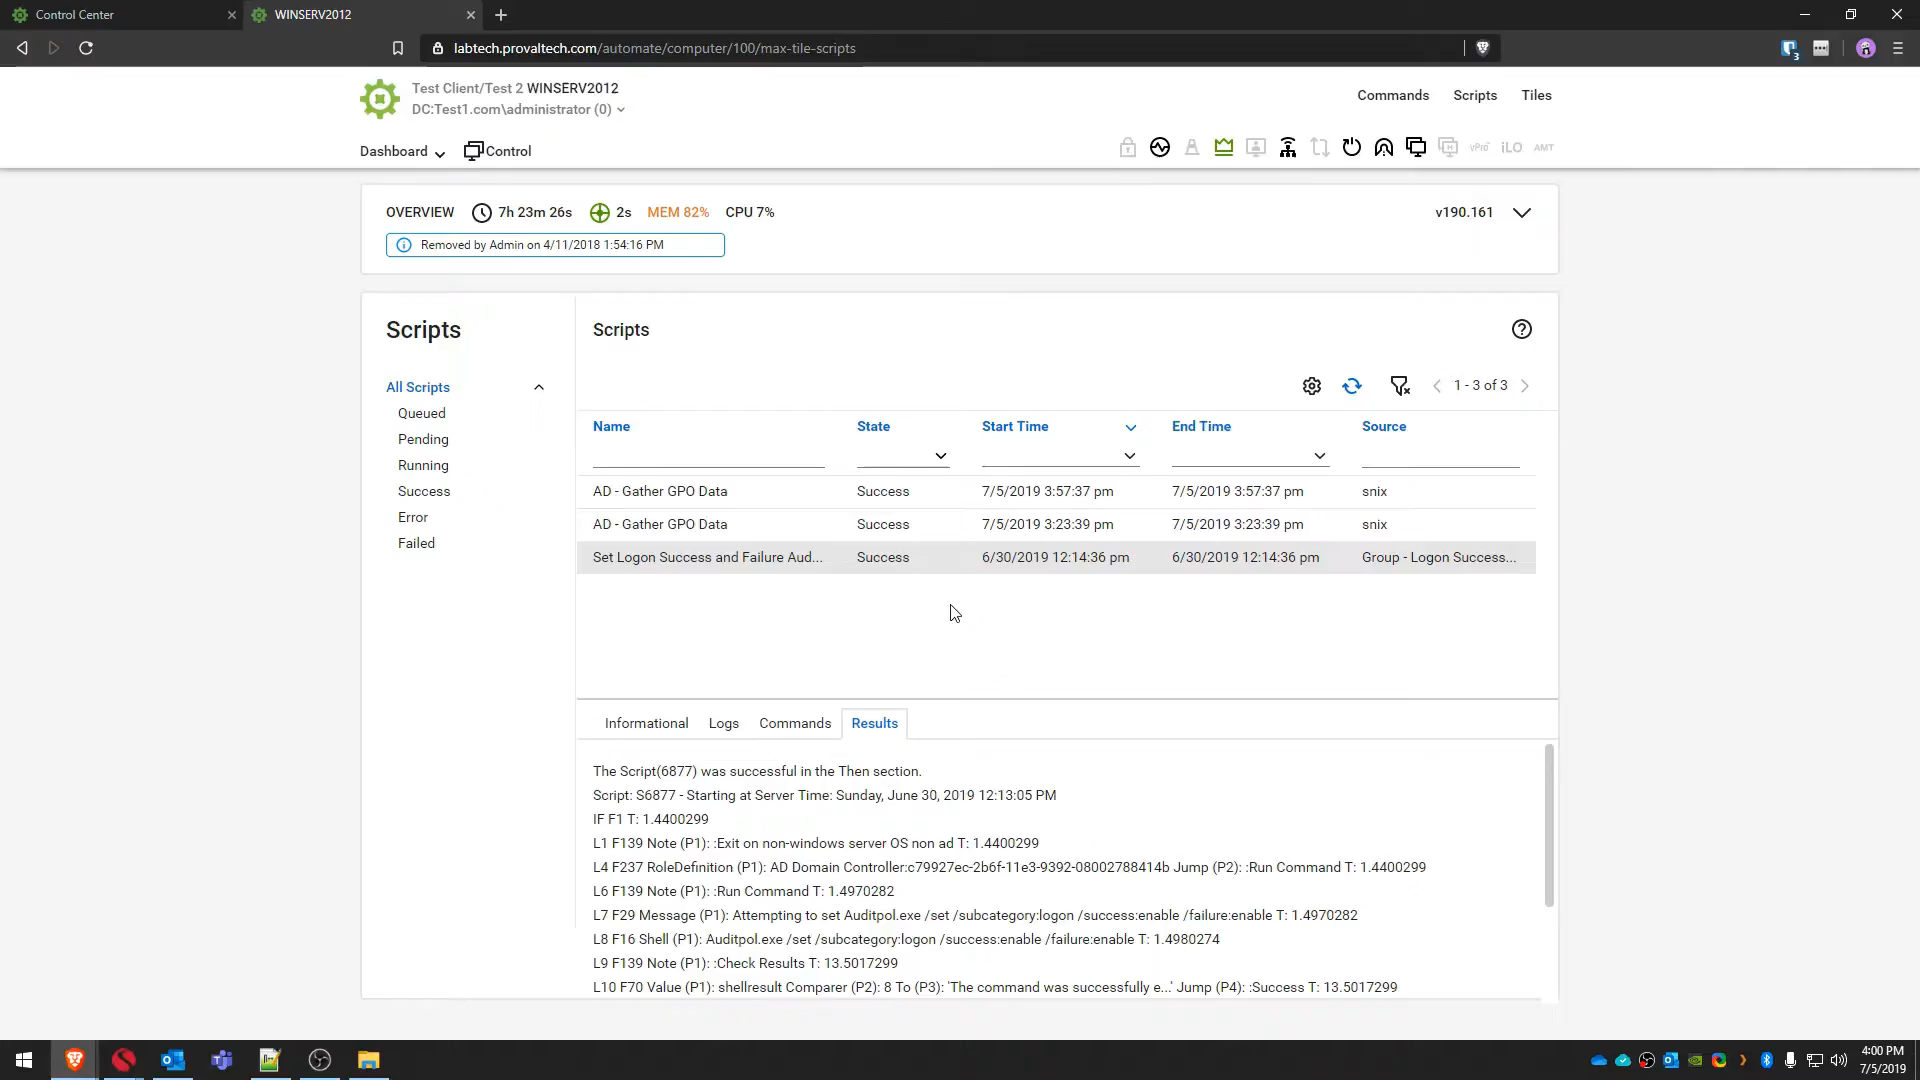 Control Center
WINSERV2012
labtech.provaltech.com/automate/computer/100/max-tile-scripts
3
Test Client/Test 2 WINSERV2012
DC:Test1.com\administrator (0)
Commands
Scripts
Tiles
Dashboard
Control
vPro
iLO
AMT
OVERVIEW 7h 23m 26s 2s MEM 82% CPU 7%
v190.161
Removed by Admin on 4/11/2018 1:54:16 PM
Scripts
All Scripts
Queued
Pending
Running
Success
Error
Failed
Scripts
1 - 3 of 3
Name State Start Time End Time Source
AD - Gather GPO Data Success 7/5/2019 3:57:37 pm 7/5/2019 3:57:37 pm snix
AD - Gather GPO Data Success 7/5/2019 3:23:39 pm 7/5/2019 3:23:39 pm snix
Set Logon Success and Failure Aud... Success 6/30/2019 12:14:36 pm 6/30/2019 12:14:36 pm Group - Logon Success...
Informational Logs Commands Results
The Script(6877) was successful in the Then section.
Script: S6877 - Starting at Server Time: Sunday, June 30, 2019 12:13:05 PM
IF F1 T: 1.4400299
L1 F139 Note (P1): :Exit on non-windows server OS non ad T: 1.4400299
L4 F237 RoleDefinition (P1): AD Domain Controller:c79927ec-2b6f-11e3-9392-08002788414b Jump (P2): :Run Command T: 1.4400299
L6 F139 Note (P1): :Run Command T: 1.4970282
L7 F29 Message (P1): Attempting to set Auditpol.exe /set /subcategory:logon /success:enable /failure:enable T: 1.4970282
L8 F16 Shell (P1): Auditpol.exe /set /subcategory:logon /success:enable /failure:enable T: 1.4980274
L9 F139 Note (P1): :Check Results T: 13.5017299
L10 F70 Value (P1): shellresult Comparer (P2): 8 To (P3): 'The command was successfully e...' Jump (P4): :Success T: 13.5017299
4:00 PM
7/5/2019